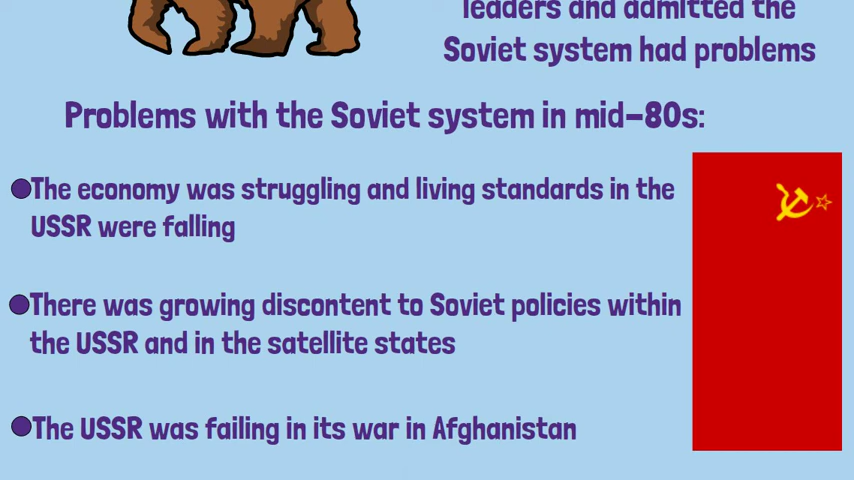 leaders and admitted the
Soviet system had problems
Problems with the Soviet system in mid-80s:
The economy was struggling and living standards in the
USSR were falling
There was growing discontent to Soviet policies within
the USSR and in the satellite states
The USSR was failing in its war in Afghanistan